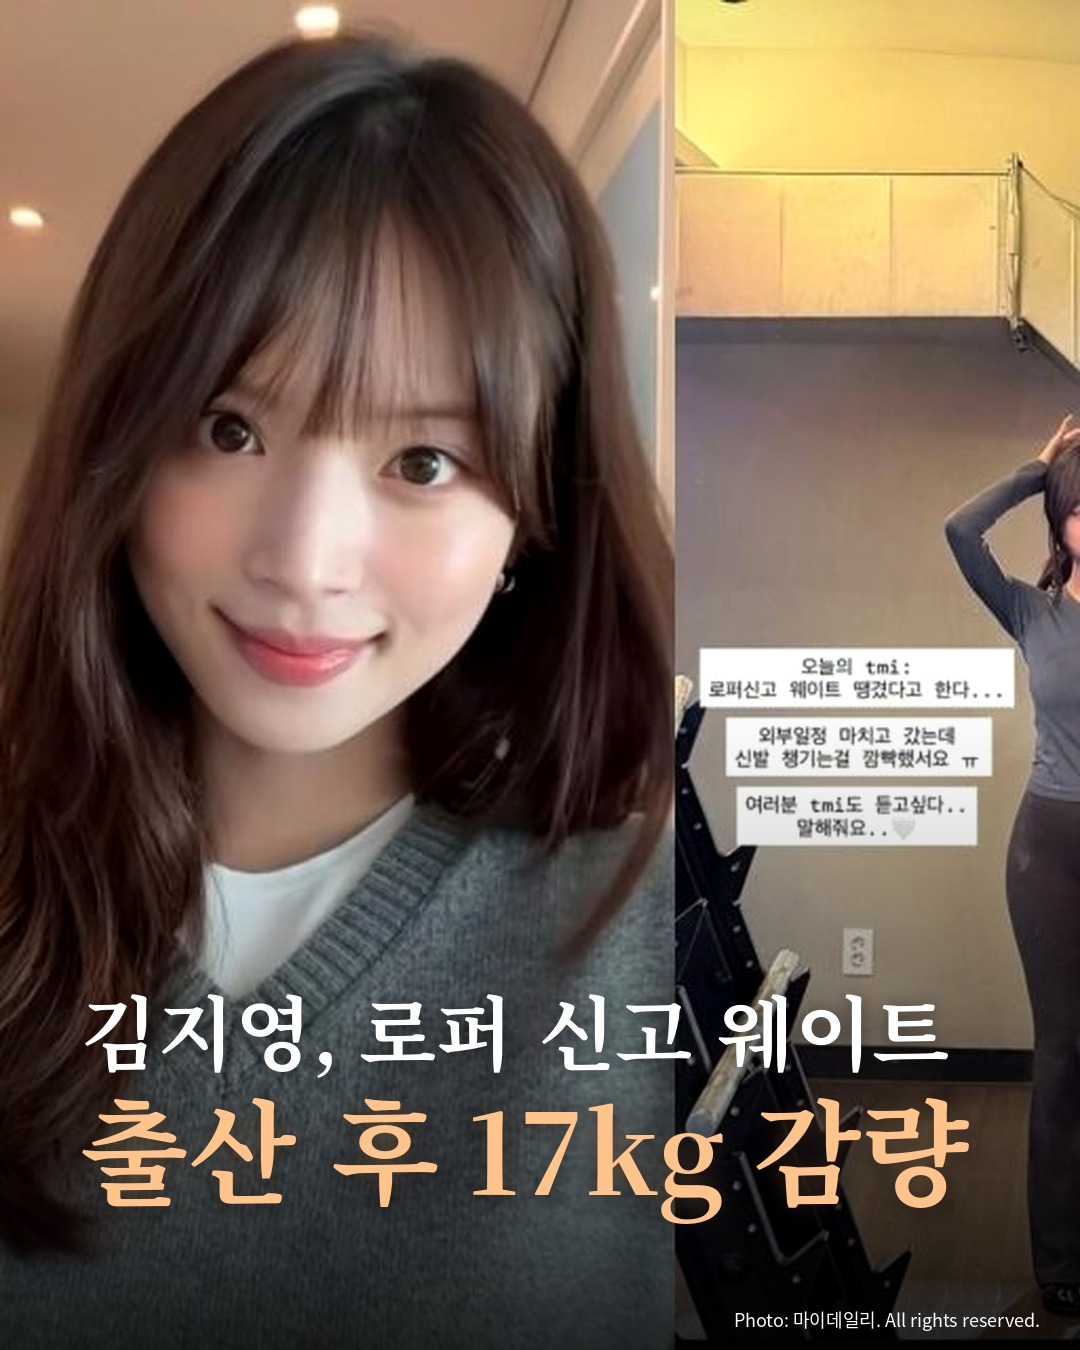 오늘의 tmi:
로퍼신고 웨이트 땡겼다고 한다...
외부일정 마치고 갔는데
신발 챙기는걸 깜빡했서요 ㅠ
여러분 tmi도 듣고싶다..
말해줘요..🤍
김지영, 로퍼 신고 웨이트
출산 후 17kg 감량
Photo: 마이데일리. All rights reserved.